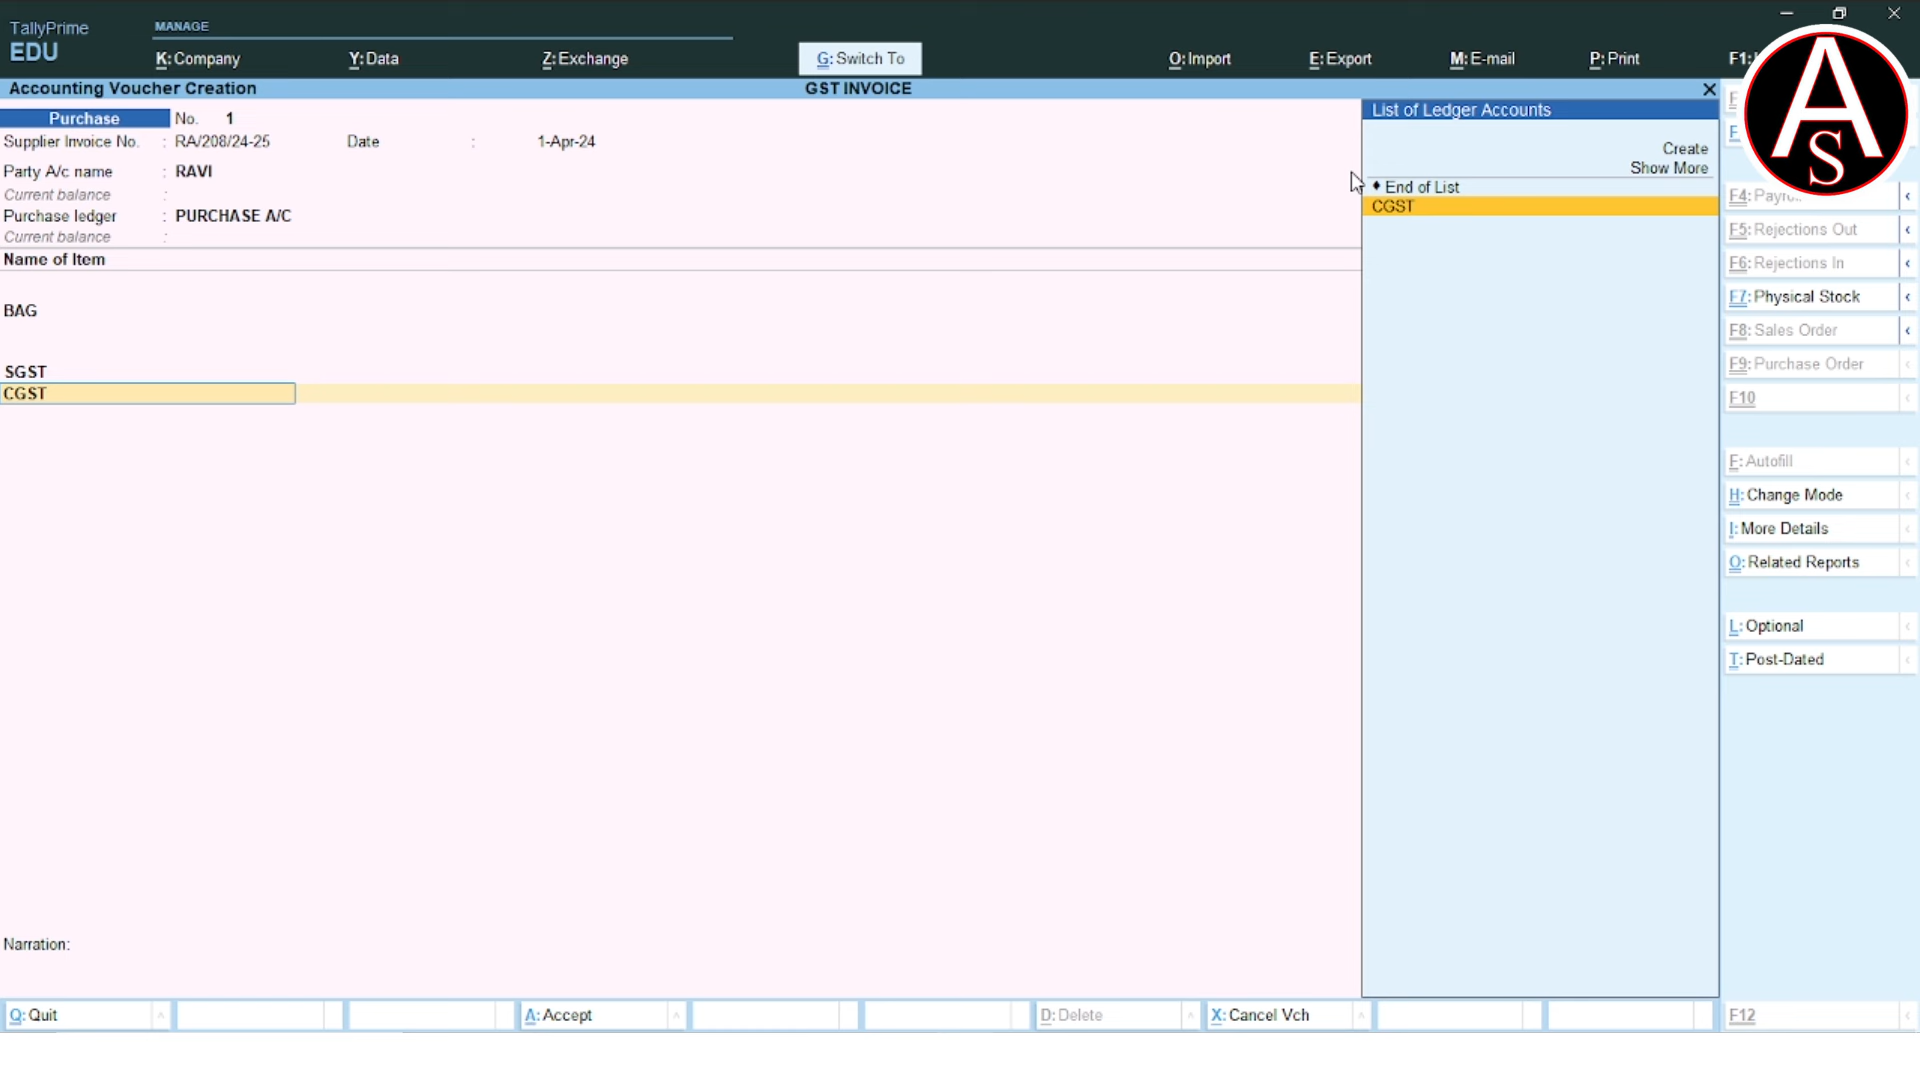 TallyPrime
EDU
MANAGE
K: Company
Y: Data
Z: Exchange
G: Switch To
O: Import
E: Export
M: E-mail
P: Print
F1:
Accounting Voucher Creation
GST INVOICE
Purchase No. 1
Supplier Invoice No. : RA/208/24-25 Date : 1-Apr-24
Party A/c name : RAVI
Current balance :
Purchase ledger : PURCHASE A/C
Current balance :
Name of Item
BAG
SGST
CGST
Narration:
List of Ledger Accounts
Create
Show More
♦ End of List
CGST
AS
F4:
F5: Rejections Out
F6: Rejections In
F7: Physical Stock
F8: Sales Order
F9: Purchase Order
F10
F: Autofill
H: Change Mode
I: More Details
O: Related Reports
L: Optional
T: Post-Dated
Q: Quit
A: Accept
D: Delete
X: Cancel Vch
F12